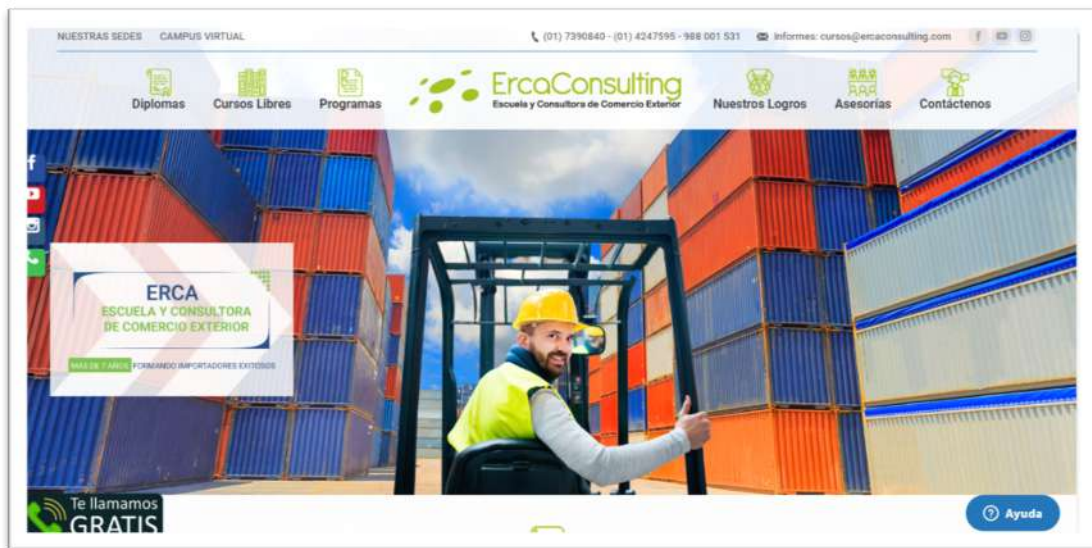 NUESTRAS SEDES CAMPUS VIRTUAL (01) 7390840 - (01) 4247595 - 988 001 531 Informes: cursos@ercaconsulting.com
Diplomas Cursos Libres Programas ErcaConsulting Nuestros Logros Asesorías Contáctenos
Escuela y Consultora de Comercio Exterior
ERCA
ESCUELA Y CONSULTORA
DE COMERCIO EXTERIOR
MÁS DE 7 AÑOS FORMANDO IMPORTADORES EXITOSOS
Te llamamos
GRATIS
Ayuda